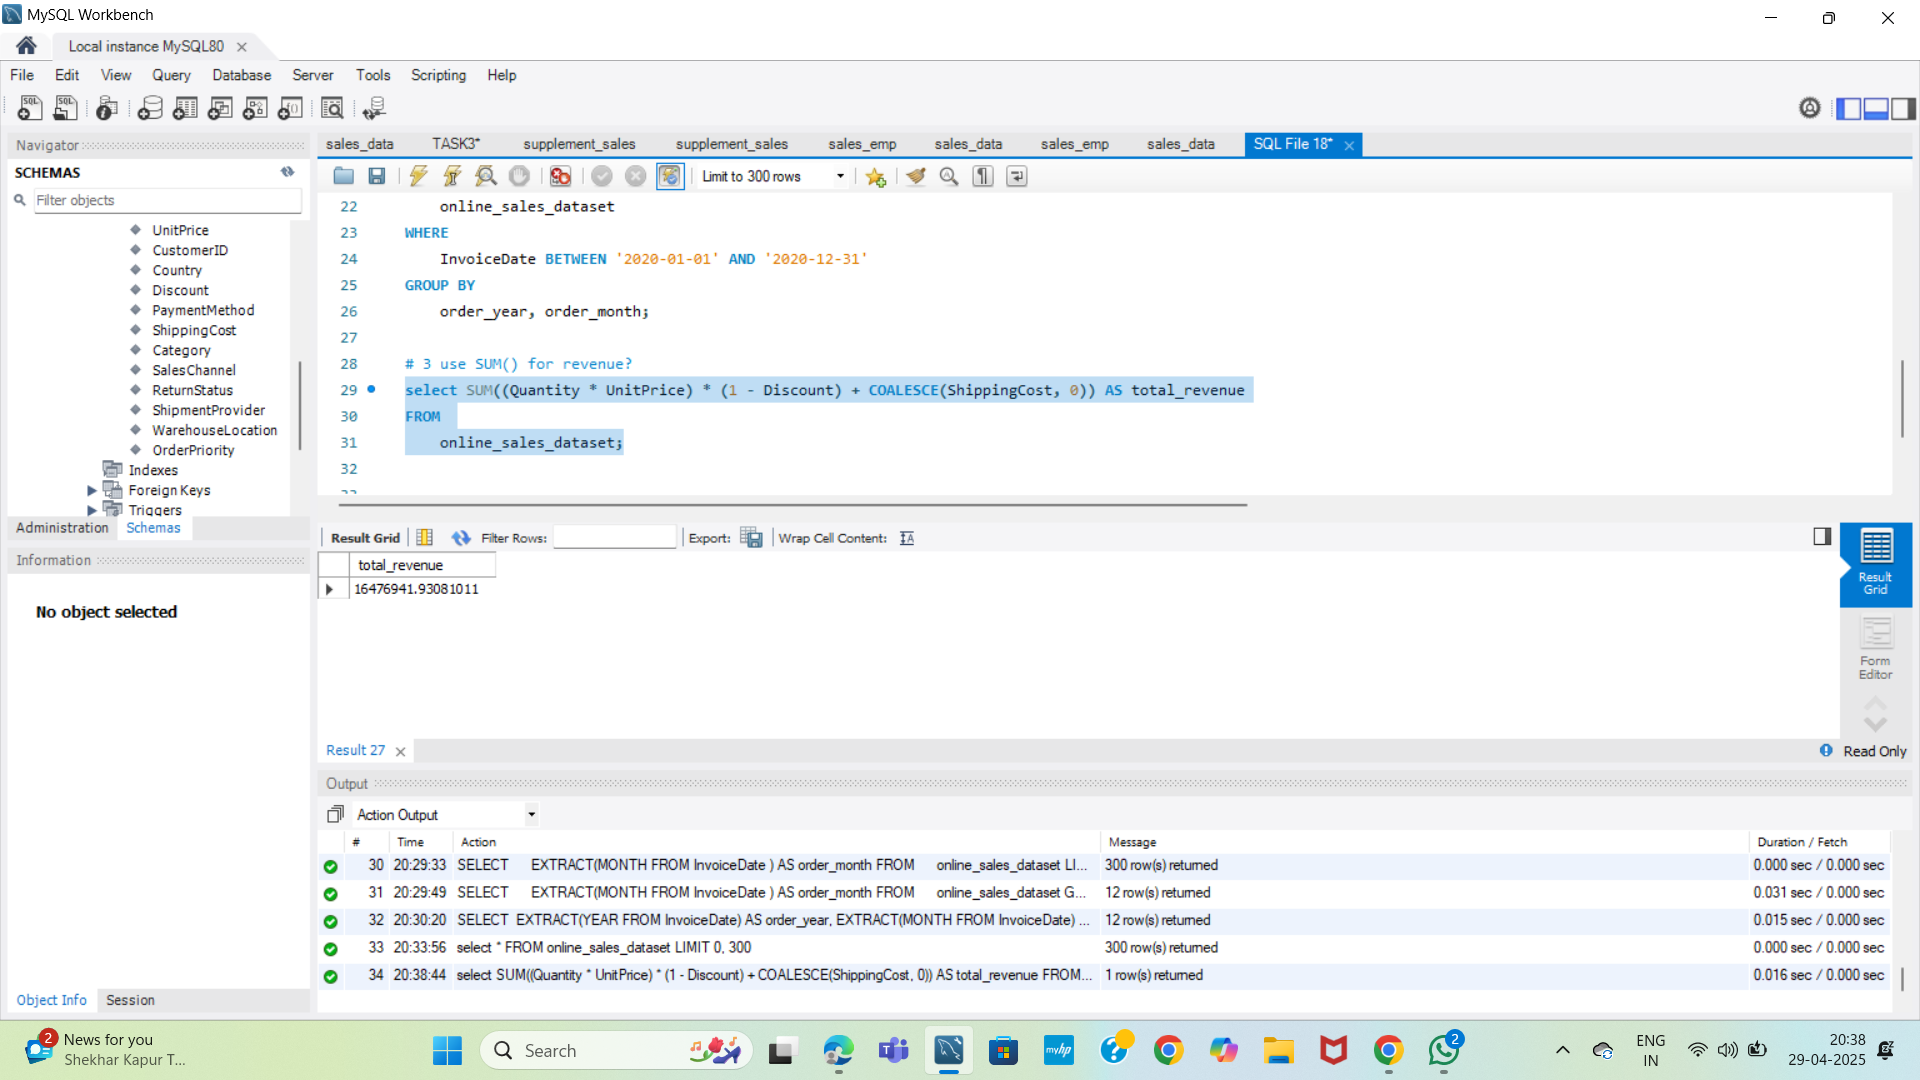 MySQL Workbench
Local instance MySQL80
File Edit View Query Database Server Tools Scripting Help
Navigator
SCHEMAS
Filter objects
UnitPrice
CustomerID
Country
Discount
PaymentMethod
ShippingCost
Category
SalesChannel
ReturnStatus
ShipmentProvider
WarehouseLocation
OrderPriority
Indexes
Foreign Keys
Triggers
Administration Schemas
Information
No object selected
Object Info Session
sales_data TASK3* supplement_sales supplement_sales sales_emp sales_data sales_emp sales_data SQL File 18*
Limit to 300 rows
22 online_sales_dataset
23 WHERE
24 InvoiceDate BETWEEN '2020-01-01' AND '2020-12-31'
25 GROUP BY
26 order_year, order_month;
27
28 # 3 use SUM() for revenue?
29 select SUM((Quantity * UnitPrice) * (1 - Discount) + COALESCE(ShippingCost, 0)) AS total_revenue
30 FROM
31 online_sales_dataset;
32
Result Grid Filter Rows: Export: Wrap Cell Content:
total_revenue
16476941.93081011
Result Grid
Form Editor
Result 27
Read Only
Output
Action Output
# Time Action Message Duration / Fetch
30 20:29:33 SELECT EXTRACT(MONTH FROM InvoiceDate ) AS order_month FROM online_sales_dataset LI... 300 row(s) returned 0.000 sec / 0.000 sec
31 20:29:49 SELECT EXTRACT(MONTH FROM InvoiceDate ) AS order_month FROM online_sales_dataset G... 12 row(s) returned 0.031 sec / 0.000 sec
32 20:30:20 SELECT EXTRACT(YEAR FROM InvoiceDate) AS order_year, EXTRACT(MONTH FROM InvoiceDate) ... 12 row(s) returned 0.015 sec / 0.000 sec
33 20:33:56 select * FROM online_sales_dataset LIMIT 0, 300 300 row(s) returned 0.000 sec / 0.000 sec
34 20:38:44 select SUM((Quantity * UnitPrice) * (1 - Discount) + COALESCE(ShippingCost, 0)) AS total_revenue FROM... 1 row(s) returned 0.016 sec / 0.000 sec
2
News for you
Shekhar Kapur T...
Search
myhp
2
ENG
IN
20:38
29-04-2025